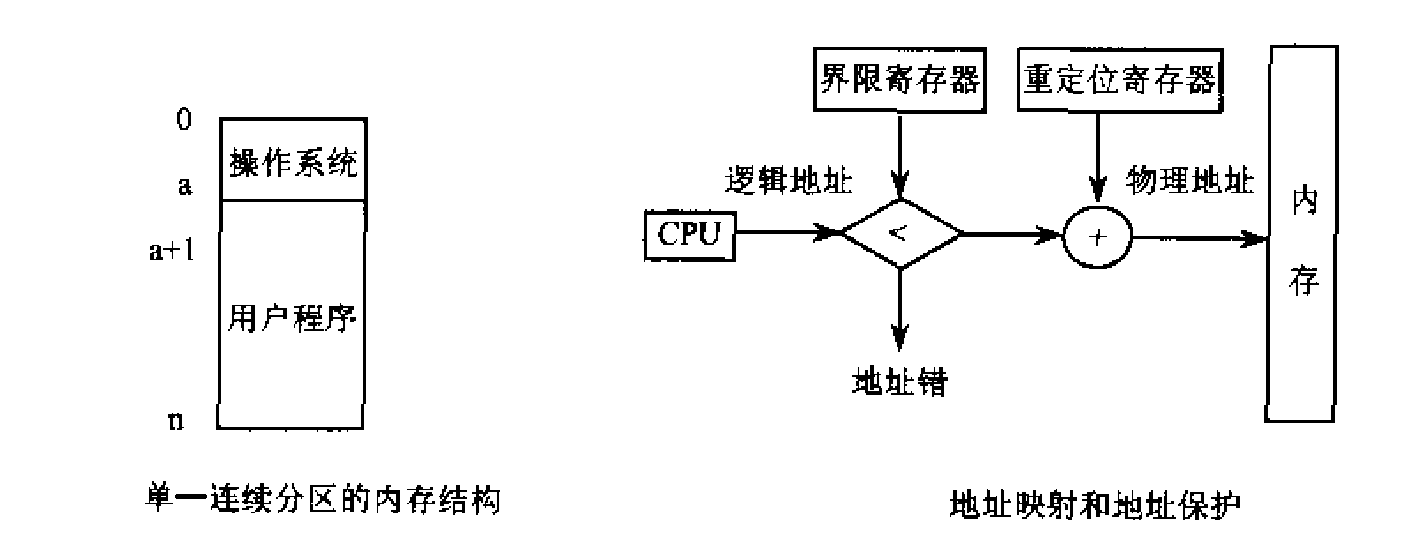 0
操作系统
a
a+1
用户程序
n
单一连续分区的内存结构
界限寄存器
重定位寄存器
逻辑地址
物理地址
CPU
<
+
内
存
地址错
地址映射和地址保护